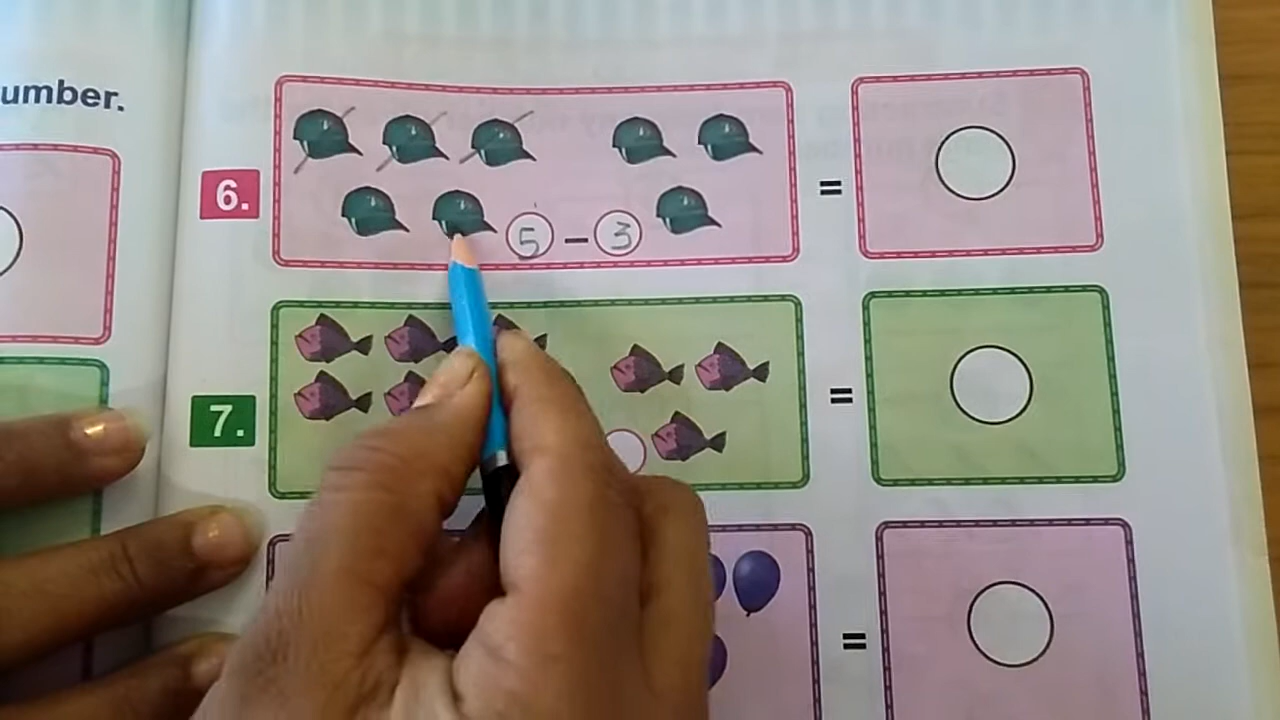 umber.
6.
5 - 3 =
7.
=
=